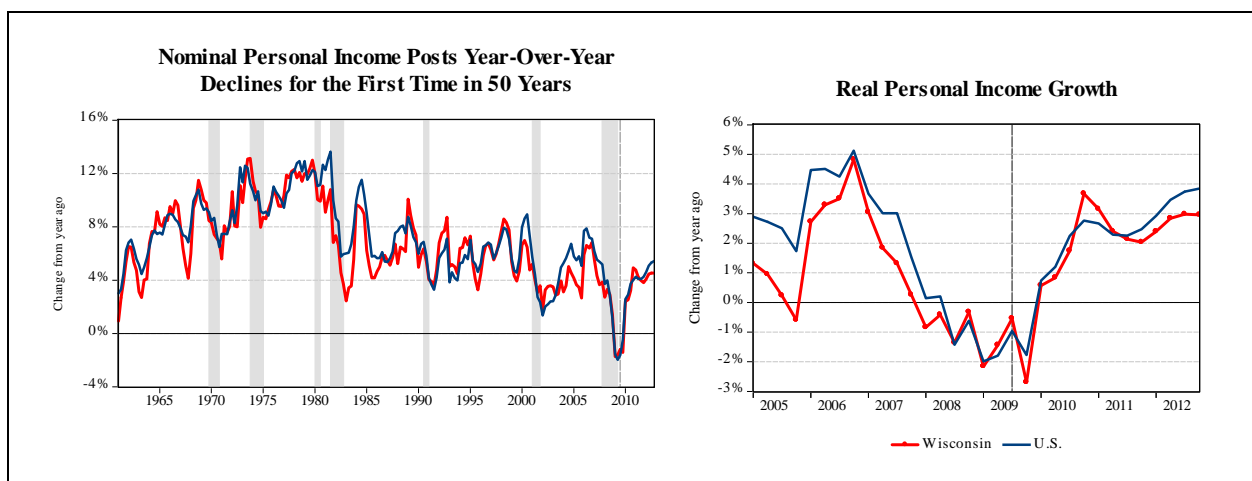 Nominal Personal Income Posts Year-Over-Year
Declines for the First Time in 50 Years
Change from year ago
16%
12%
8%
4%
0%
-4%
1965 1970 1975 1980 1985 1990 1995 2000 2005 2010
Real Personal Income Growth
Change from year ago
6%
5%
4%
3%
2%
1%
0%
-1%
-2%
-3%
2005 2006 2007 2008 2009 2010 2011 2012
Wisconsin U.S.